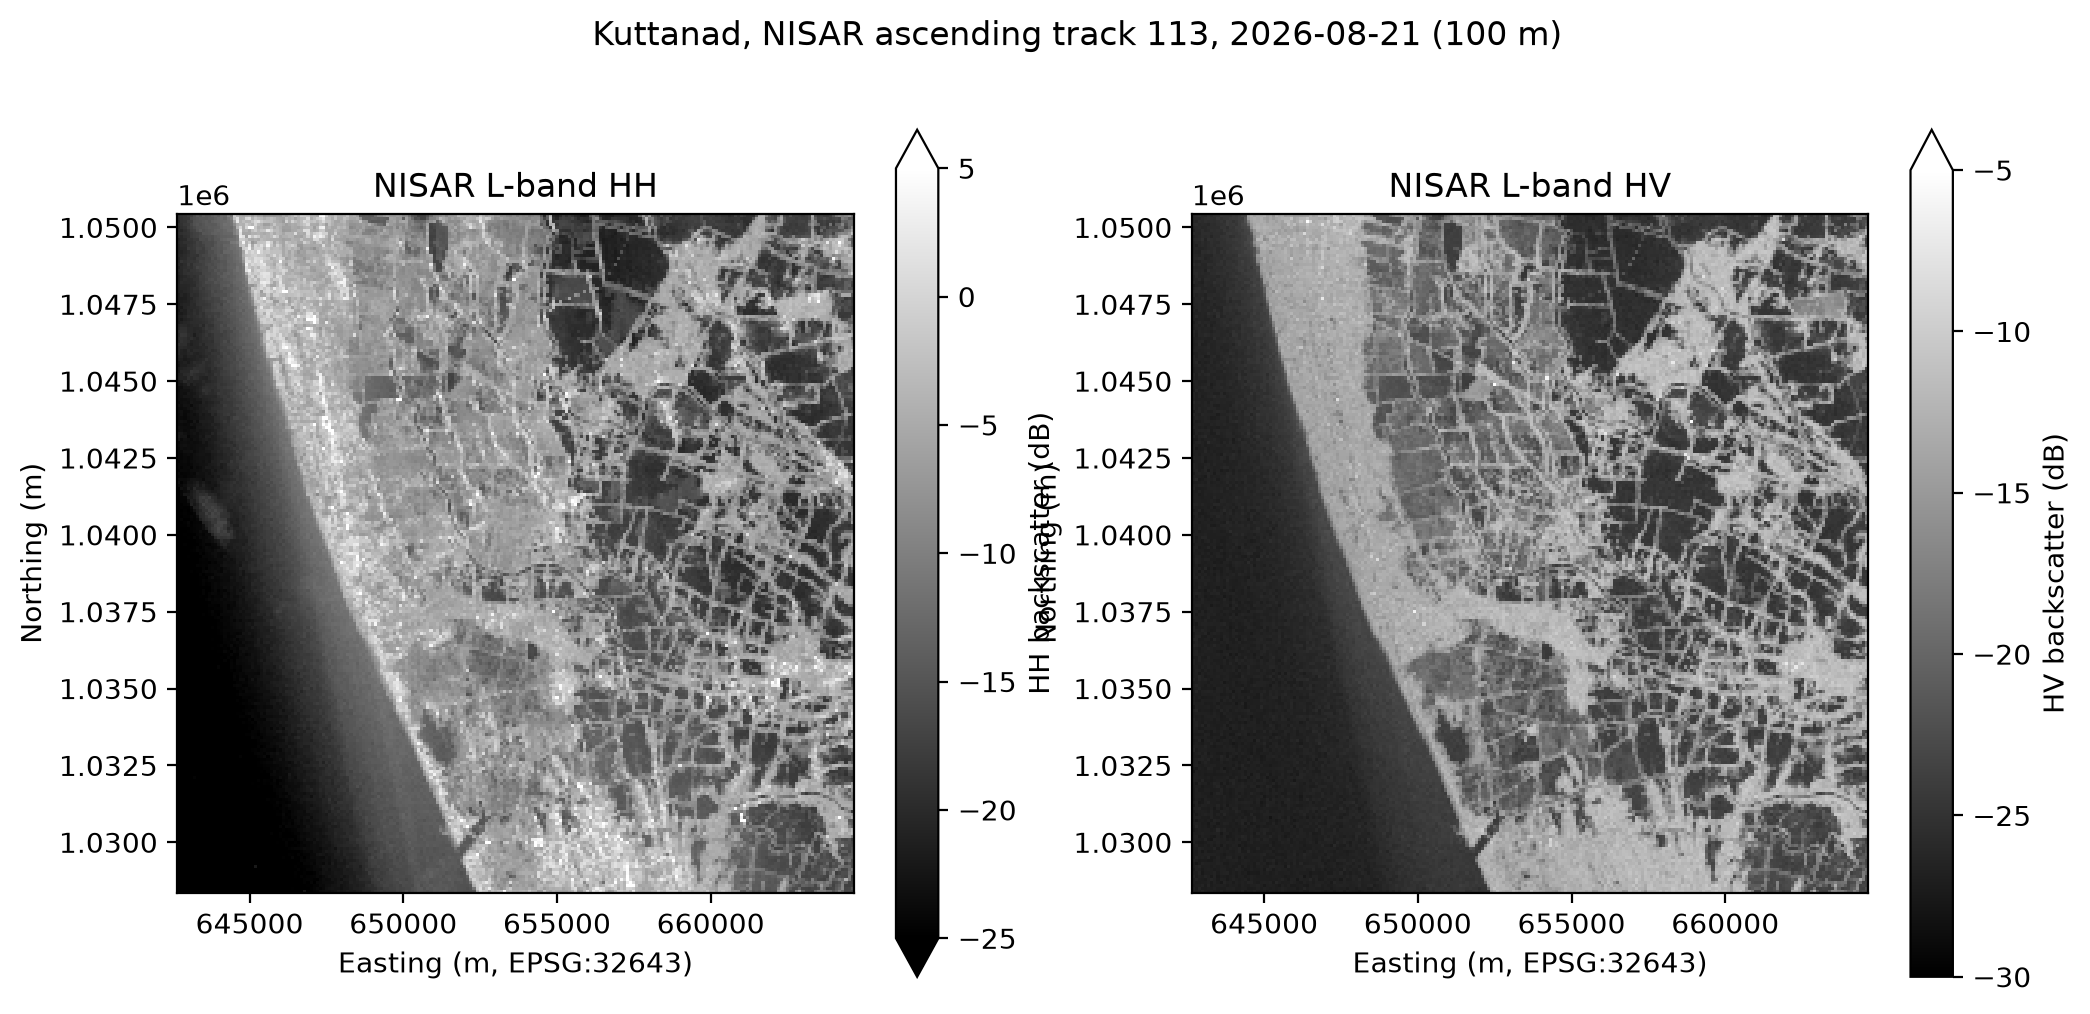 Kuttanad, NISAR ascending track 113, 2026-08-21 (100 m)
NISAR L-band HH
1e6
1.0500
1.0475
1.0450
1.0425
1.0400
1.0375
1.0350
1.0325
1.0300
Northing (m)
645000 650000 655000 660000
Easting (m, EPSG:32643)
5
0
−5
−10
−15
−20
−25
HH backscatter (dB)
NISAR L-band HV
1e6
1.0500
1.0475
1.0450
1.0425
1.0400
1.0375
1.0350
1.0325
1.0300
Northing (m)
645000 650000 655000 660000
Easting (m, EPSG:32643)
−5
−10
−15
−20
−25
−30
HV backscatter (dB)